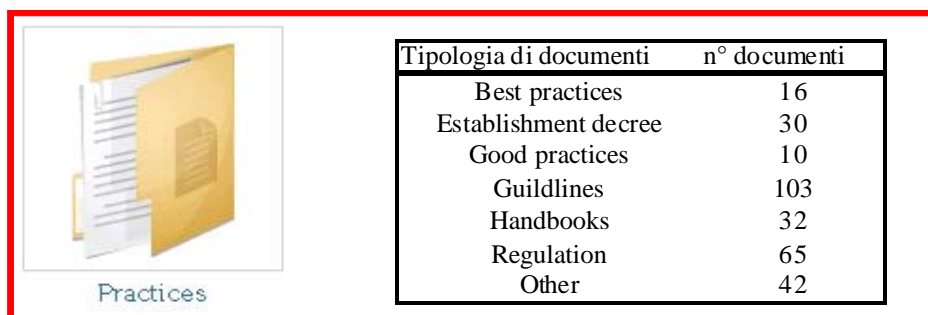 Tipologia di documenti n° documenti
Best practices 16
Establishment decree 30
Good practices 10
Guildlines 103
Handbooks 32
Regulation 65
Other 42
Practices